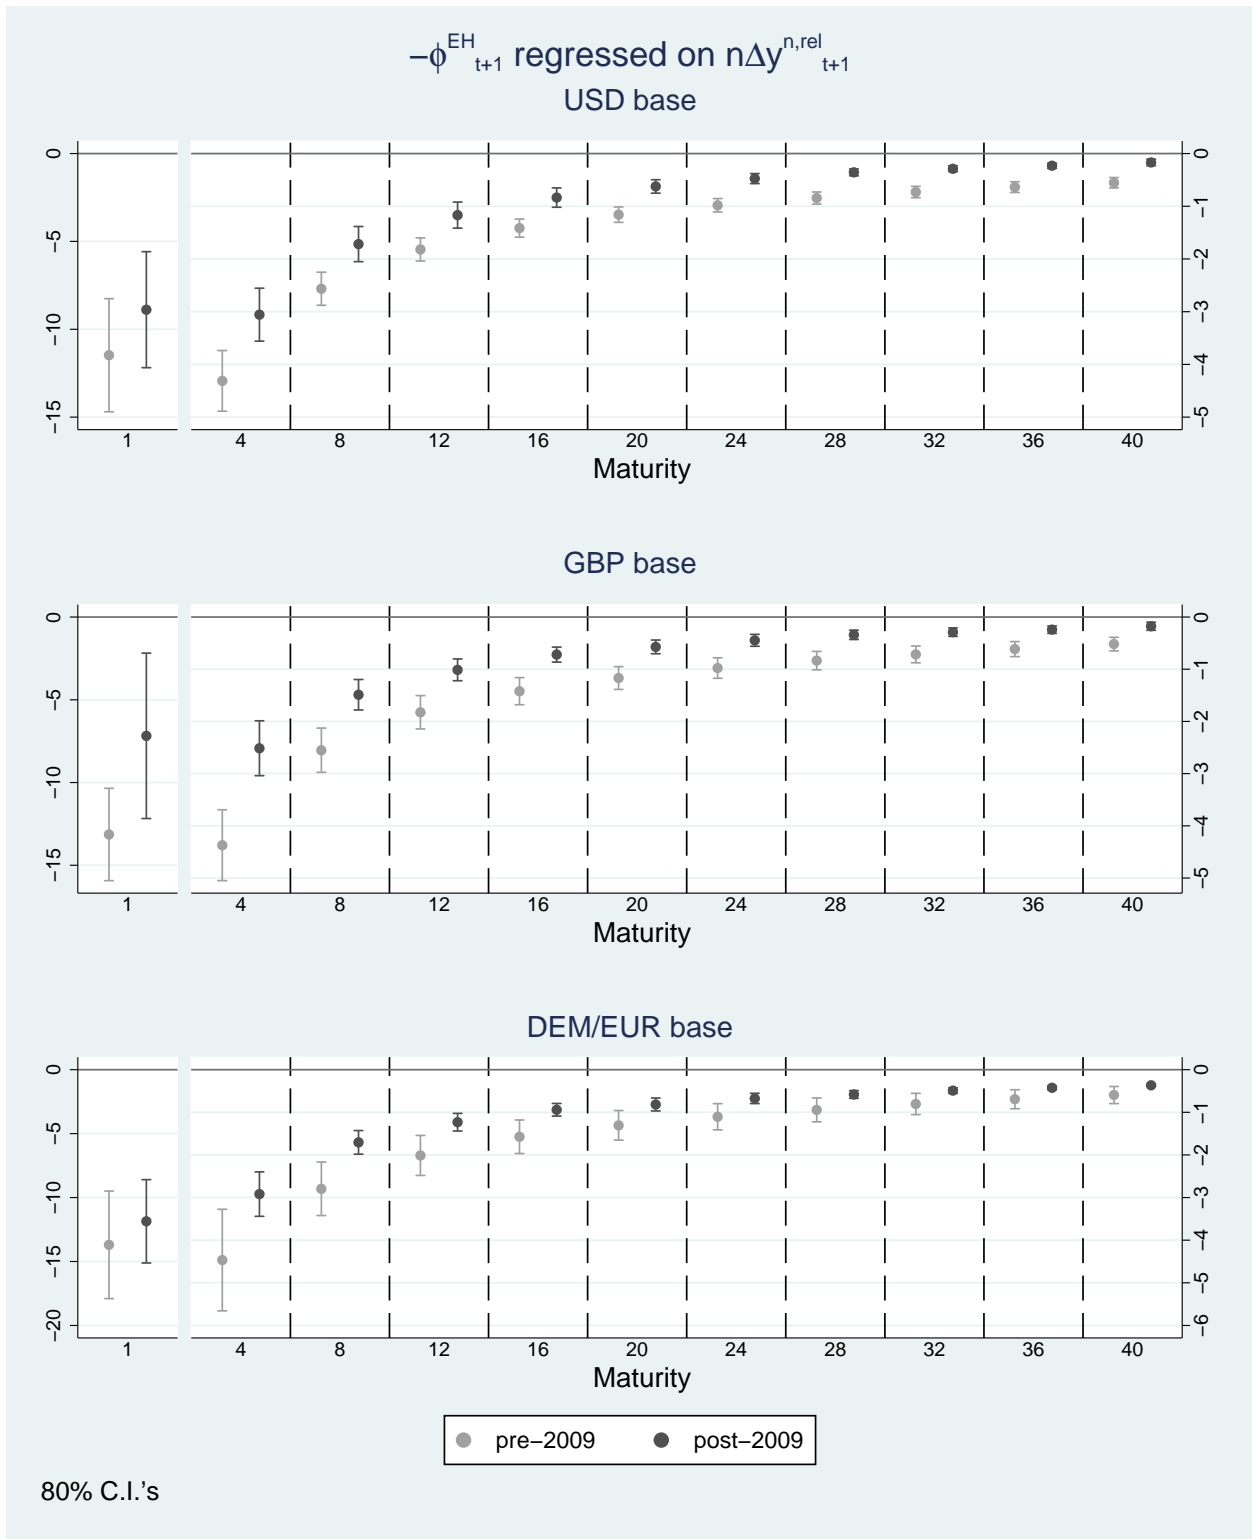 −ϕ^EH_t+1 regressed on nΔy^n,rel_t+1
USD base
0
−5
−10
−15
0
−1
−2
−3
−4
−5
1 4 8 12 16 20 24 28 32 36 40
Maturity
GBP base
0
−5
−10
−15
0
−1
−2
−3
−4
−5
1 4 8 12 16 20 24 28 32 36 40
Maturity
DEM/EUR base
0
−5
−10
−15
−20
0
−1
−2
−3
−4
−5
−6
1 4 8 12 16 20 24 28 32 36 40
Maturity
pre−2009 post−2009
80% C.I.'s